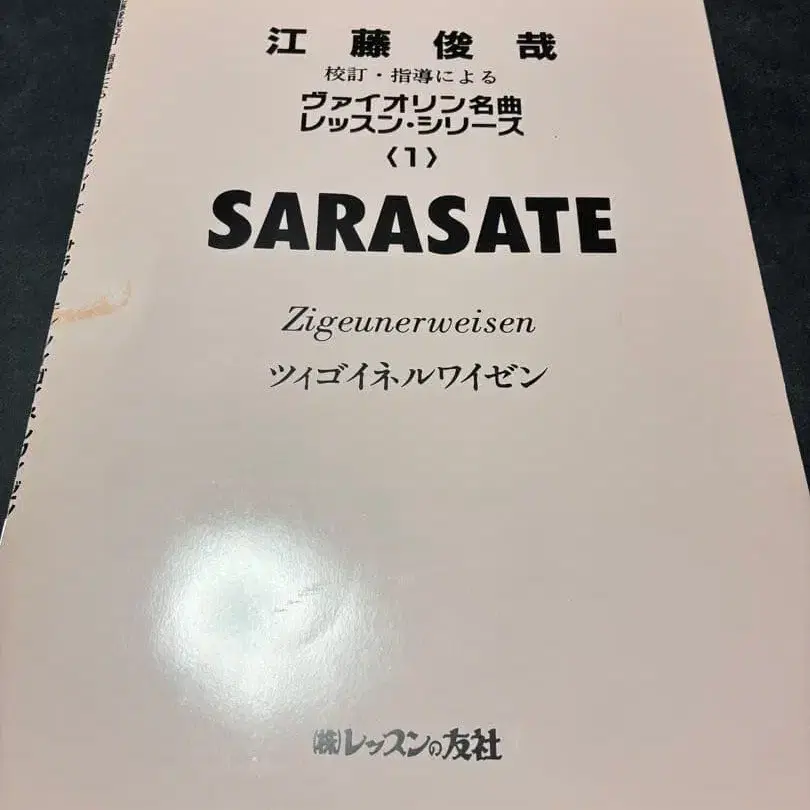 江藤俊哉
校訂・指導による
ヴァイオリン名曲
レッスン・シリーズ
〈1〉
SARASATE
Zigeunerweisen
ツィゴイネルワイゼン
(株)レッスンの友社